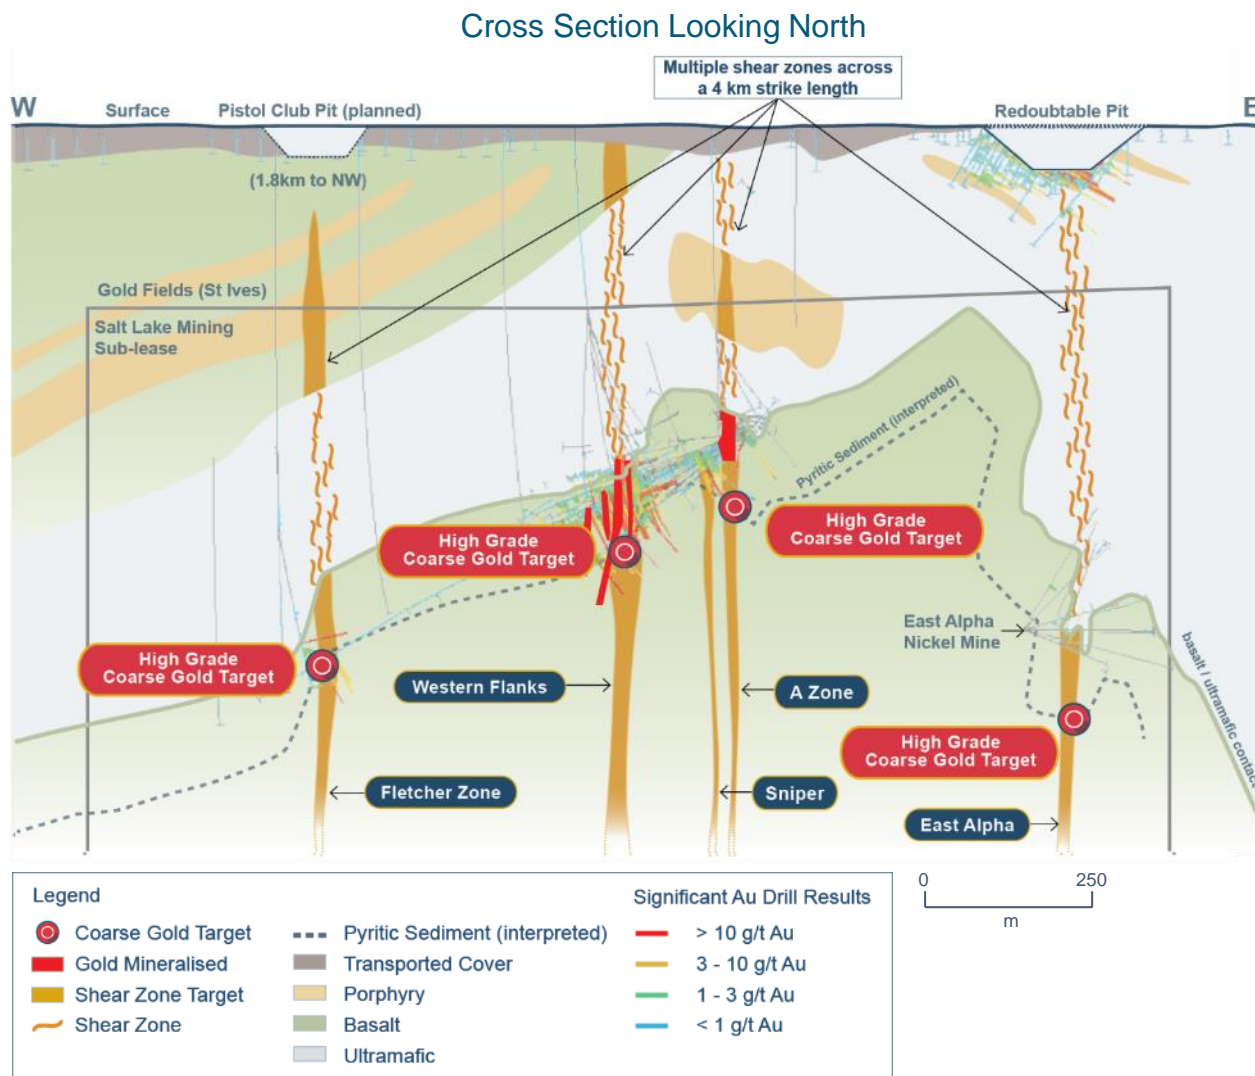 Cross Section Looking North
Multiple shear zones across
a 4 km strike length
W
Surface
Pistol Club Pit (planned)
Redoubtable Pit
E
(1.8km to NW)
Gold Fields (St Ives)
Salt Lake Mining
Sub-lease
Pyritic Sediment (interpreted)
High Grade
Coarse Gold Target
High Grade
Coarse Gold Target
East Alpha
Nickel Mine
basalt / ultramafic contact
High Grade
Coarse Gold Target
Western Flanks
A Zone
High Grade
Coarse Gold Target
Fletcher Zone
Sniper
East Alpha
0
250
m
Legend
Coarse Gold Target
Gold Mineralised
Shear Zone Target
Shear Zone
Pyritic Sediment (interpreted)
Transported Cover
Porphyry
Basalt
Ultramafic
Significant Au Drill Results
> 10 g/t Au
3 - 10 g/t Au
1 - 3 g/t Au
< 1 g/t Au